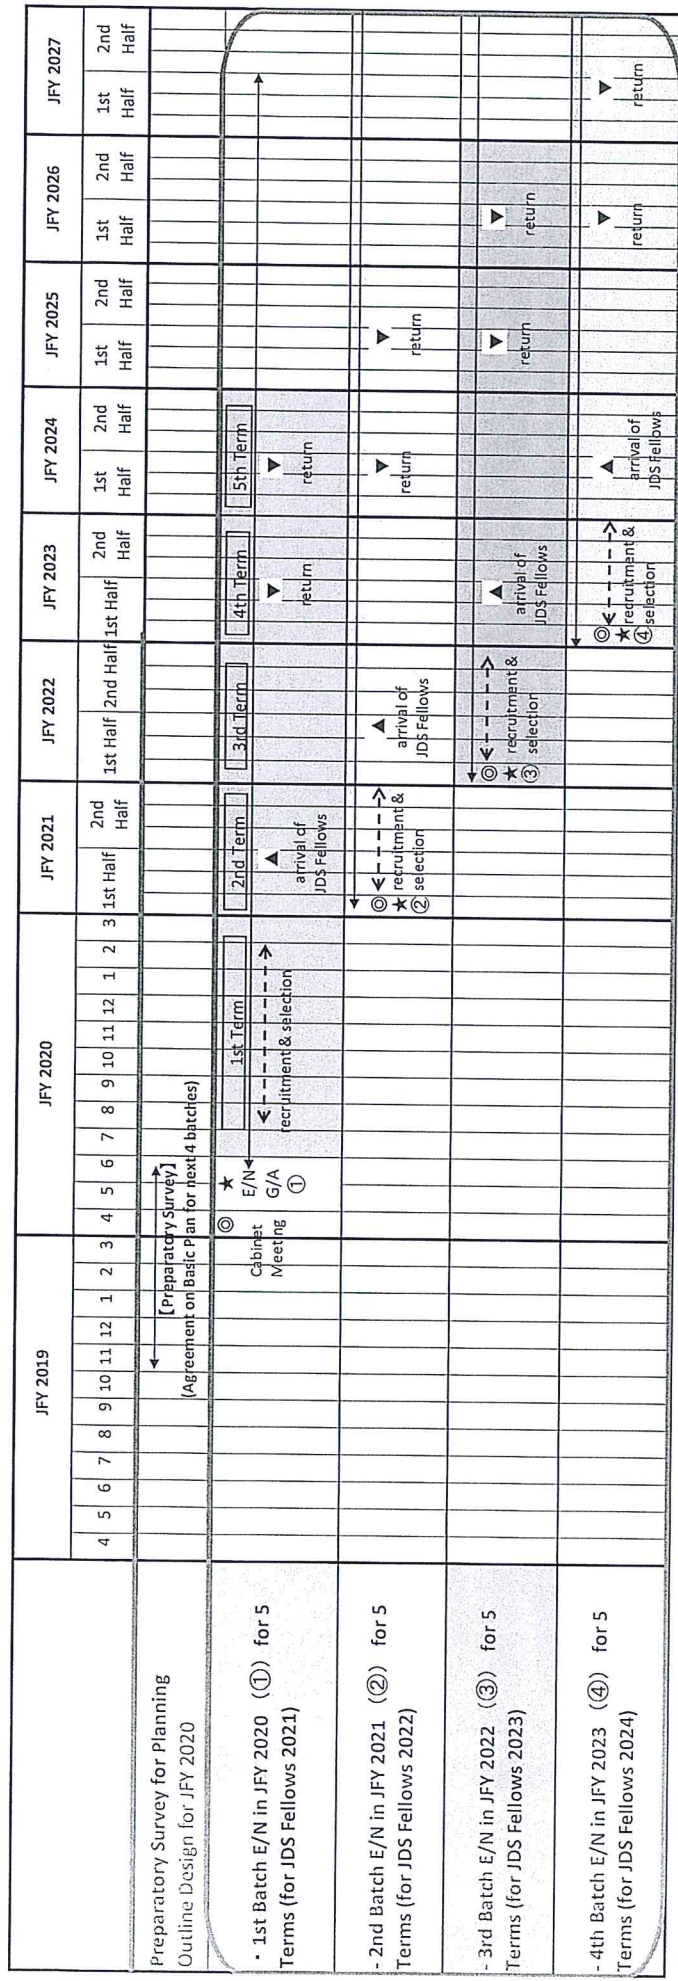 JFY 2019
JFY 2020
JFY 2021
JFY 2022
JFY 2023
JFY 2024
JFY 2025
JFY 2026
JFY 2027
4 5 6 7 8 9 10 11 12 1 2 3
4 5 6 7 8 9 10 11 12 1 2 3
1st Half
2nd
Half
1st Half
2nd Half
1st Half
2nd
Half
1st
Half
2nd
Half
1st
Half
2nd
Half
1st
Half
2nd
Half
1st
Half
2nd
Half
Preparatory Survey for Planning
Outline Design for JFY 2020
【Preparatory Survey】
(Agreement on Basic Plan for next 4 batches)
・1st Batch E/N in JFY 2020 (①) for 5
Terms (for JDS Fellows 2021)
◎
Cabinet
Meeting
★
E/N
G/A
①
1st Term
recruitment & selection
2nd Term
▲
arrival of
JDS Fellows
3rd Term
4th Term
▼
return
5th Term
▼
return
- 2nd Batch E/N in JFY 2021 (②) for 5
Terms (for JDS Fellows 2022)
◎
★ recruitment &
② selection
▲
arrival of
JDS Fellows
▼
return
▼
return
- 3rd Batch E/N in JFY 2022 (③) for 5
Terms (for JDS Fellows 2023)
◎
★ recruitment &
③ selection
▲
arrival of
JDS Fellows
▼
return
▼
return
- 4th Batch E/N in JFY 2023 (④) for 5
Terms (for JDS Fellows 2024)
◎
★ recruitment &
④ selection
▲
arrival of
JDS Fellows
▼
return
▼
return